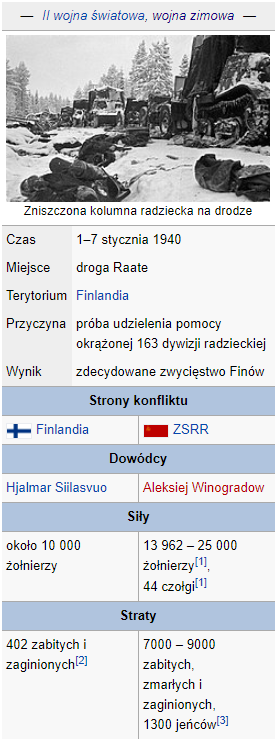 — II wojna światowa, wojna zimowa —
Zniszczona kolumna radziecka na drodze
Czas 1–7 stycznia 1940
Miejsce droga Raate
Terytorium Finlandia
Przyczyna próba udzielenia pomocy
okrążonej 163 dywizji radzieckiej
Wynik zdecydowane zwycięstwo Finów
Strony konfliktu
Finlandia ZSRR
Dowódcy
Hjalmar Siilasvuo Aleksiej Winogradow
Siły
około 10 000
żołnierzy
13 962 – 25 000
żołnierzy[1],
44 czołgi[1]
Straty
402 zabitych i
zaginionych[2]
7000 – 9000
zabitych,
zmarłych i
zaginionych,
1300 jeńców[3]